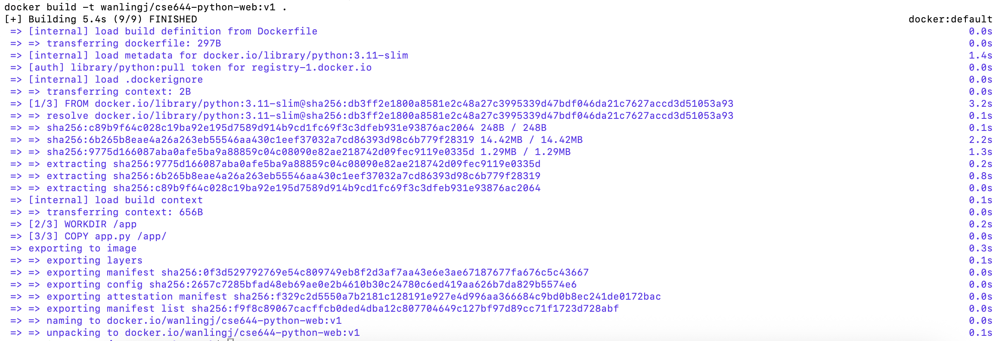 docker build -t wanlingj/cse644-python-web:v1 .
[+] Building 5.4s (9/9) FINISHED docker:default
=> [internal] load build definition from Dockerfile 0.0s
=> => transferring dockerfile: 297B 0.0s
=> [internal] load metadata for docker.io/library/python:3.11-slim 1.4s
=> [auth] library/python:pull token for registry-1.docker.io 0.0s
=> [internal] load .dockerignore 0.0s
=> => transferring context: 2B 0.0s
=> [1/3] FROM docker.io/library/python:3.11-slim@sha256:db3ff2e1800a8581e2c48a27c3995339d47bdf046da21c7627accd3d51053a93 3.2s
=> => resolve docker.io/library/python:3.11-slim@sha256:db3ff2e1800a8581e2c48a27c3995339d47bdf046da21c7627accd3d51053a93 0.1s
=> => sha256:c89b9f64c028c19ba92e195d7589d914b9cd1fc69f3c3dfeb931e93876ac2064 248B / 248B 0.1s
=> => sha256:6b265b8eae4a26a263eb55546aa430c1eef37032a7cd86393d98c6b779f28319 14.42MB / 14.42MB 2.2s
=> => sha256:9775d166087aba0afe5ba9a88859c04c08090e82ae218742d09fec9119e0335d 1.29MB / 1.29MB 1.3s
=> => extracting sha256:9775d166087aba0afe5ba9a88859c04c08090e82ae218742d09fec9119e0335d 0.2s
=> => extracting sha256:6b265b8eae4a26a263eb55546aa430c1eef37032a7cd86393d98c6b779f28319 0.8s
=> => extracting sha256:c89b9f64c028c19ba92e195d7589d914b9cd1fc69f3c3dfeb931e93876ac2064 0.0s
=> [internal] load build context 0.1s
=> => transferring context: 656B 0.0s
=> [2/3] WORKDIR /app 0.2s
=> [3/3] COPY app.py /app/ 0.0s
=> exporting to image 0.3s
=> => exporting layers 0.1s
=> => exporting manifest sha256:0f3d529792769e54c809749eb8f2d3af7aa43e6e3ae67187677fa676c5c43667 0.0s
=> => exporting config sha256:2657c7285bfad48eb69ae0e2b4610b30c24780c6ed419aa626b7da829b5574e6 0.0s
=> => exporting attestation manifest sha256:f329c2d5550a7b2181c128191e927e4d996aa366684c9bd0b8ec241de0172bac 0.0s
=> => exporting manifest list sha256:f9f8c89067cacffcb0ded4dba12c807704649c127bf97d89cc71f1723d728abf 0.0s
=> => naming to docker.io/wanlingj/cse644-python-web:v1 0.0s
=> => unpacking to docker.io/wanlingj/cse644-python-web:v1 0.1s